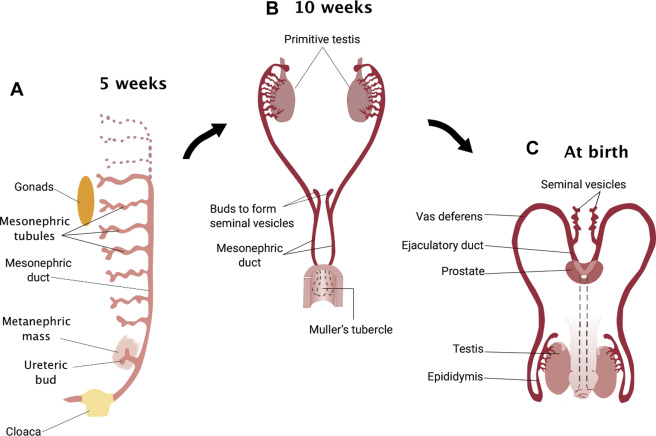 A
5 weeks
Gonads
Mesonephric
tubules
Mesonephric
duct
Metanephric
mass
Ureteric
bud
Cloaca
B
10 weeks
Primitive testis
Buds to form
seminal vesicles
Mesonephric
duct
Muller's tubercle
C
At birth
Seminal vesicles
Vas deferens
Ejaculatory duct
Prostate
Testis
Epididymis